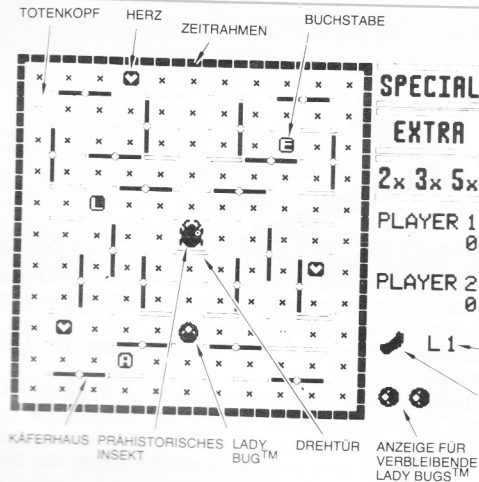 TOTENKOPF
HERZ
ZEITRAHMEN
BUCHSTABE
SPECIAL
EXTRA
2x 3x 5x
E
L
PLAYER 1
0
PLAYER 2
0
L1
A
KÄFERHAUS
PRÄHISTORISCHES
INSEKT
LADY
BUG™
DREHTÜR
ANZEIGE FÜR
VERBLEIBENDE
LADY BUGS™